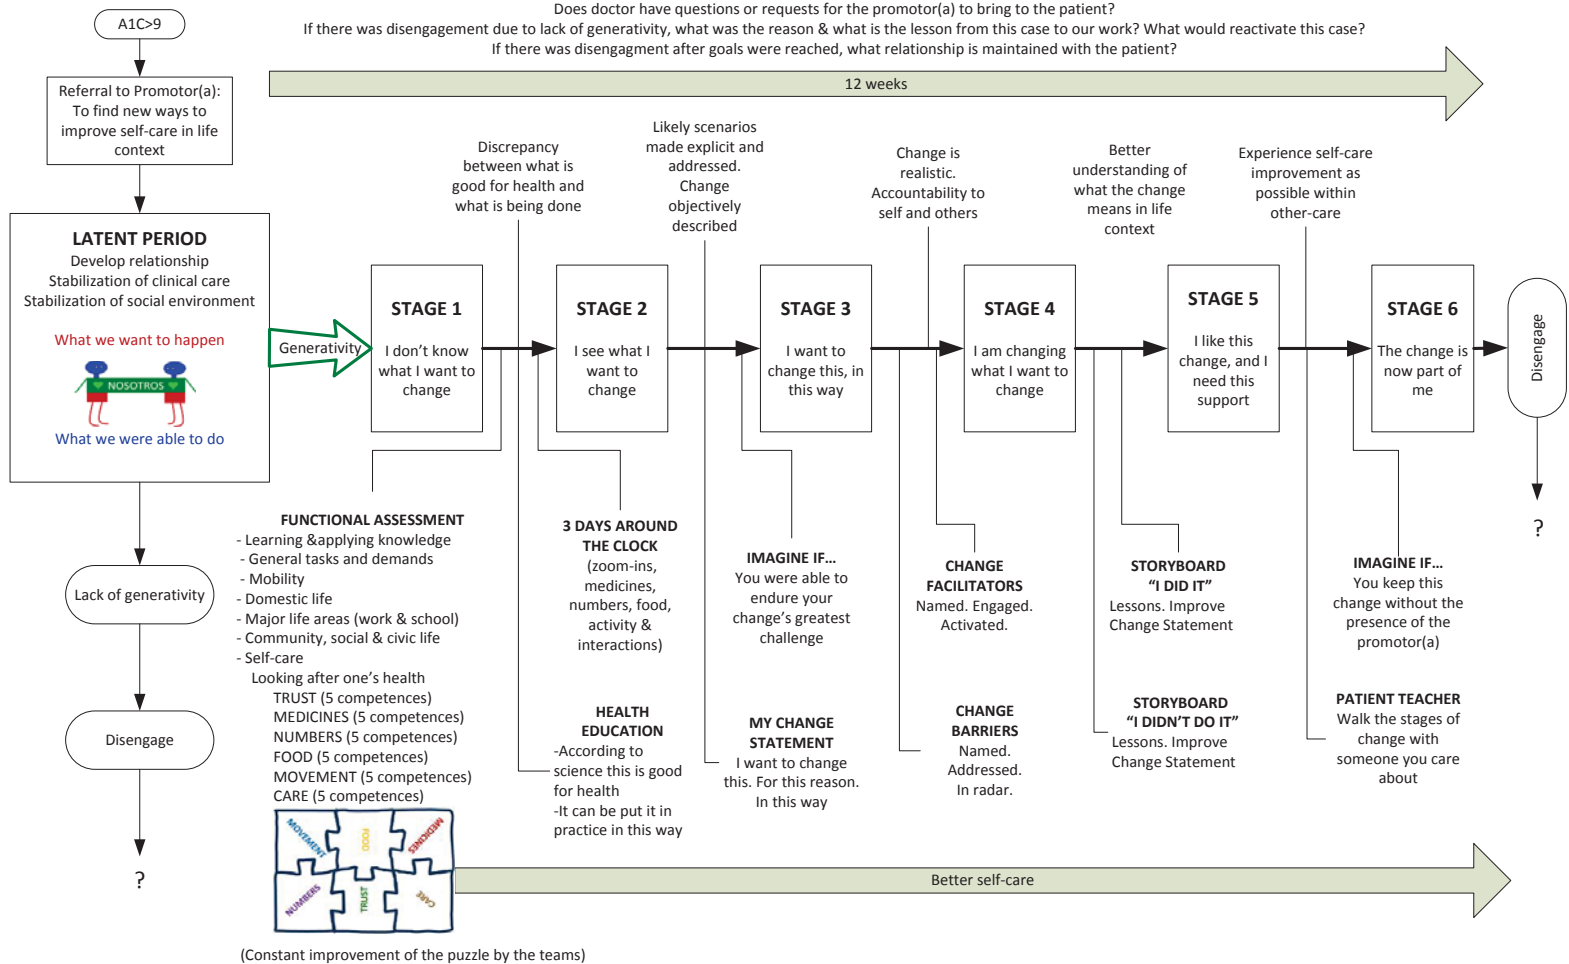 Does doctor have questions or requests for the promotor(a) to bring to the patient?
If there was disengagement due to lack of generativity, what was the reason & what is the lesson from this case to our work? What would reactivate this case?
If there was disengagment after goals were reached, what relationship is maintained with the patient?
12 weeks
A1C>9
Referral to Promotor(a):
To find new ways to
improve self-care in life
context
LATENT PERIOD
Develop relationship
Stabilization of clinical care
Stabilization of social environment
What we want to happen
NOSOTROS
What we were able to do
Lack of generativity
Disengage
?
Generativity
STAGE 1
I don't know
what I want to
change
Discrepancy
between what is
good for health and
what is being done
STAGE 2
I see what I
want to
change
Likely scenarios
made explicit and
addressed.
Change
objectively
described
STAGE 3
I want to
change this, in
this way
Change is
realistic.
Accountability to
self and others
STAGE 4
I am changing
what I want to
change
Better
understanding of
what the change
means in life
context
STAGE 5
I like this
change, and I
need this
support
Experience self-care
improvement as
possible within
other-care
STAGE 6
The change is
now part of
me
Disengage
?
FUNCTIONAL ASSESSMENT
- Learning &applying knowledge
- General tasks and demands
- Mobility
- Domestic life
- Major life areas (work & school)
- Community, social & civic life
- Self-care
Looking after one's health
TRUST (5 competences)
MEDICINES (5 competences)
NUMBERS (5 competences)
FOOD (5 competences)
MOVEMENT (5 competences)
CARE (5 competences)
MOVEMENT
FOOD
MEDICINES
NUMBERS
TRUST
CARE
(Constant improvement of the puzzle by the teams)
3 DAYS AROUND
THE CLOCK
(zoom-ins,
medicines,
numbers, food,
activity &
interactions)
HEALTH
EDUCATION
-According to
science this is good
for health
-It can be put it in
practice in this way
IMAGINE IF…
You were able to
endure your
change's greatest
challenge
MY CHANGE
STATEMENT
I want to change
this. For this reason.
In this way
CHANGE
FACILITATORS
Named. Engaged.
Activated.
CHANGE
BARRIERS
Named.
Addressed.
In radar.
STORYBOARD
“I DID IT”
Lessons. Improve
Change Statement
STORYBOARD
“I DIDN'T DO IT”
Lessons. Improve
Change Statement
IMAGINE IF…
You keep this
change without the
presence of the
promotor(a)
PATIENT TEACHER
Walk the stages of
change with
someone you care
about
Better self-care